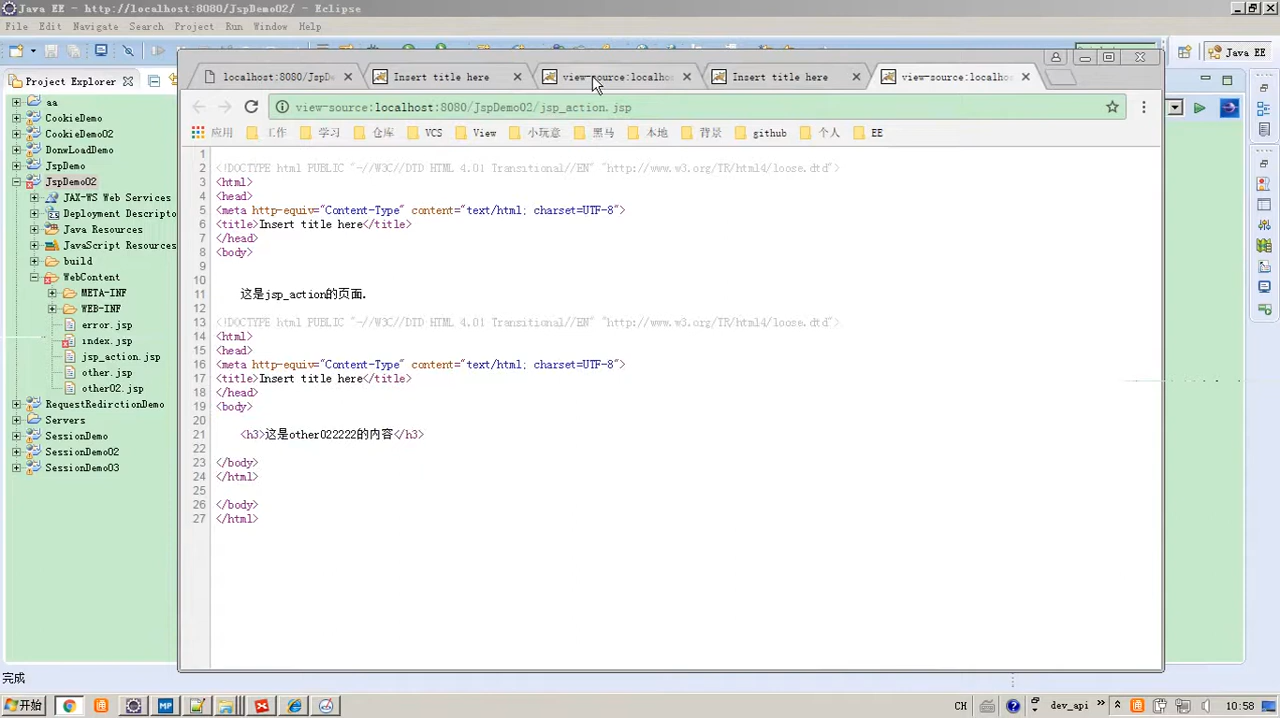 Java EE - http://localhost:8080/JspDemo02/ - Eclipse
File Edit Navigate Search Project Run Window Help
Java EE
Project Explorer
aa
CookieDemo
CookieDemo02
DonwLoadDemo
JspDemo
JspDemo02
JAX-WS Web Services
Deployment Descripto
Java Resources
JavaScript Resources
build
WebContent
META-INF
WEB-INF
error.jsp
index.jsp
jsp_action.jsp
other.jsp
other02.jsp
RequestRedirctionDemo
Servers
SessionDemo
SessionDemo02
SessionDemo03
完成
localhost:8080/JspD
Insert title here
view-source:localhos
Insert title here
view-source:localhos
view-source:localhost:8080/JspDemo02/jsp_action.jsp
应用 工作 学习 仓库 VCS View 小玩意 黑马 本地 背景 github 个人 EE
1
2 <!DOCTYPE html PUBLIC "-//W3C//DTD HTML 4.01 Transitional//EN" "http://www.w3.org/TR/html4/loose.dtd">
3 <html>
4 <head>
5 <meta http-equiv="Content-Type" content="text/html; charset=UTF-8">
6 <title>Insert title here</title>
7 </head>
8 <body>
9
10
11 这是jsp_action的页面.
12
13 <!DOCTYPE html PUBLIC "-//W3C//DTD HTML 4.01 Transitional//EN" "http://www.w3.org/TR/html4/loose.dtd">
14 <html>
15 <head>
16 <meta http-equiv="Content-Type" content="text/html; charset=UTF-8">
17 <title>Insert title here</title>
18 </head>
19 <body>
20
21 <h3>这是other022222的内容</h3>
22
23 </body>
24 </html>
25
26 </body>
27 </html>
开始
CH
dev_api
10:58